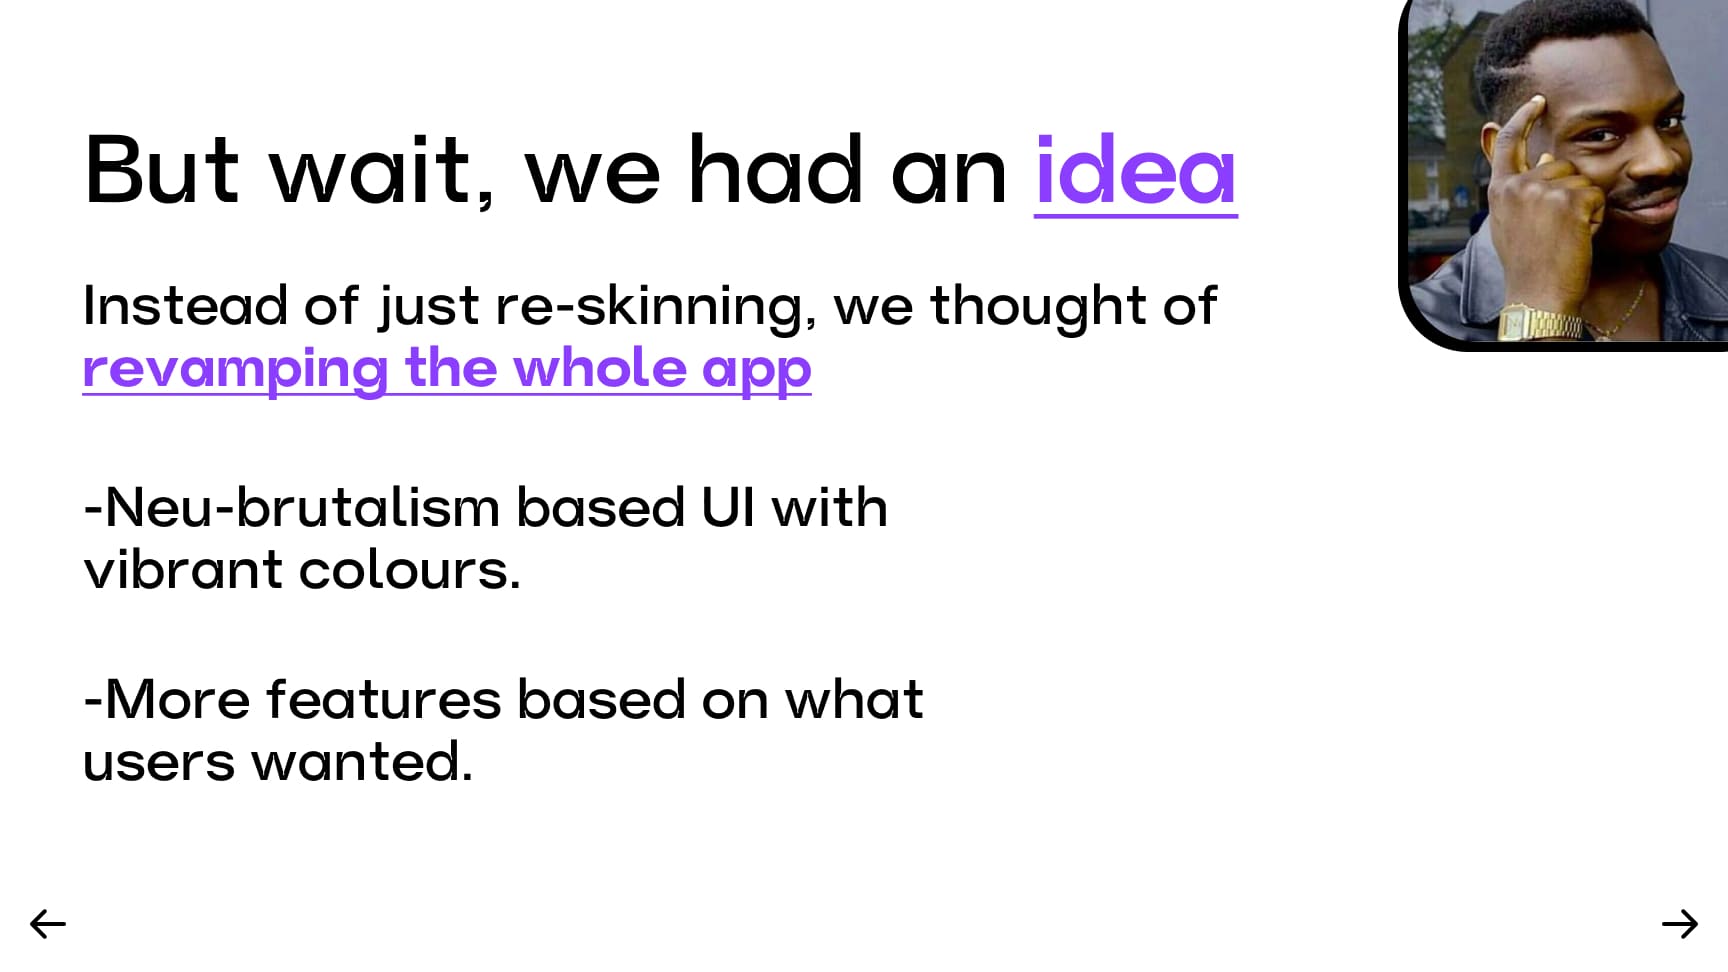 But wait, we had an idea
Instead of just re-skinning, we thought of
revamping the whole app
-Neu-brutalism based UI with
vibrant colours.
-More features based on what
users wanted.